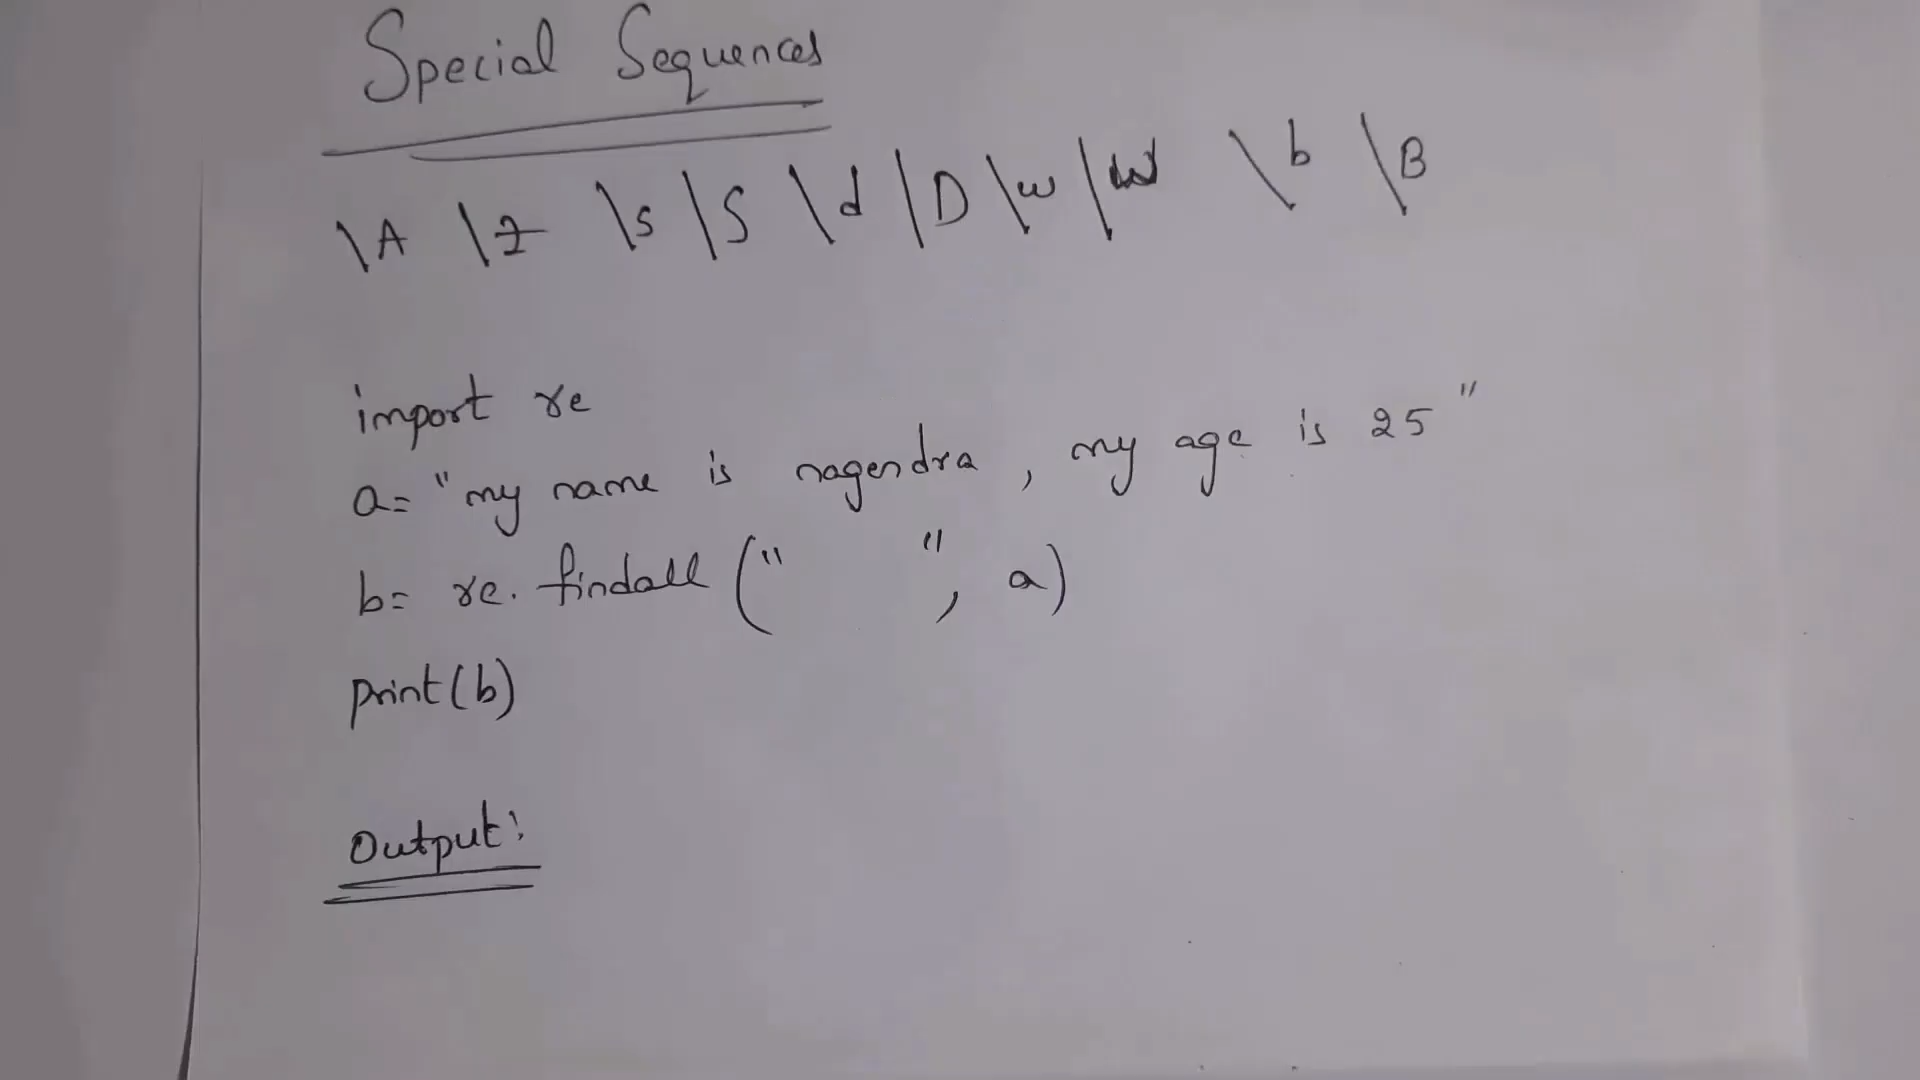 Special Sequences
\A \Z \s \S \d \D \w \W \b \B
import re
a= "my name is nagendra , my age is 25"
b= re. findall (" ", a)
print(b)
Output: